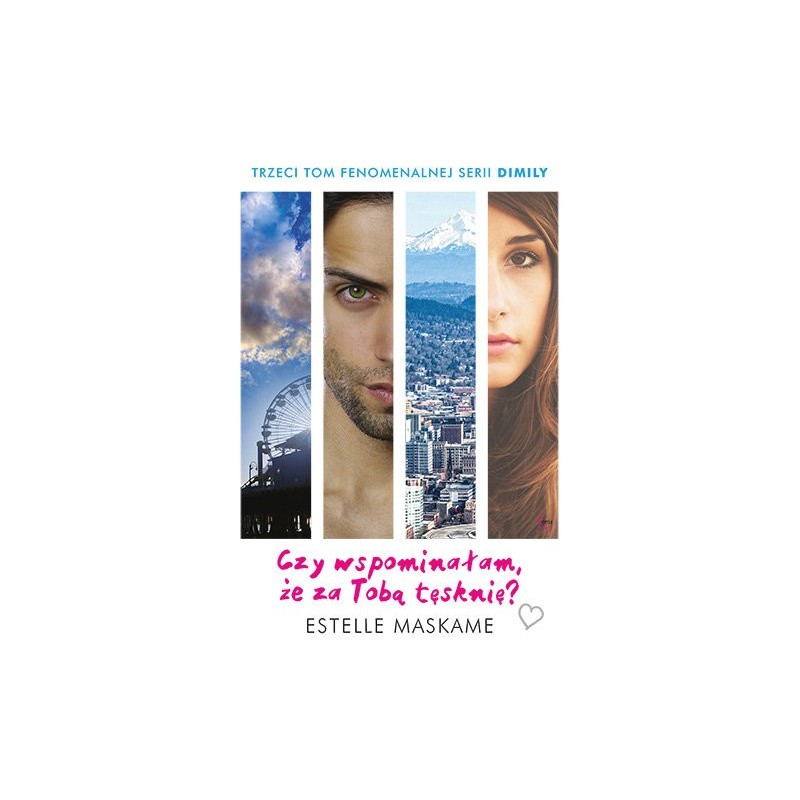 TRZECI TOM FENOMENALNEJ SERII DIMILY
Czy wspominałam,
że za Tobą tęsknię?
ESTELLE MASKAME